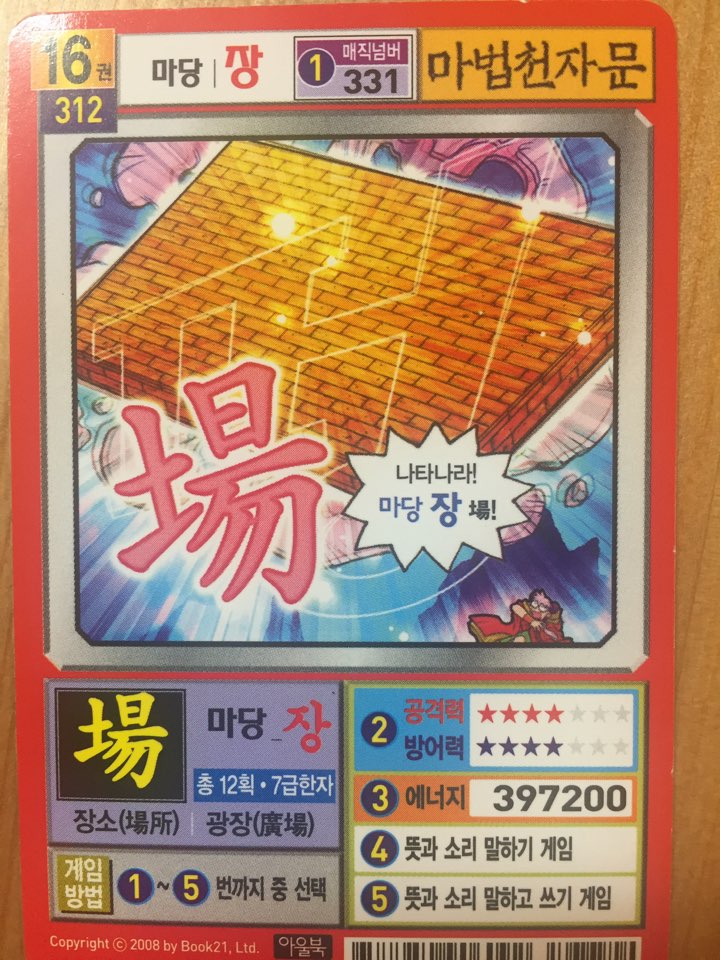 16권 마당 | 장 1 매직넘버 331 마법천자문
312
場
나타나라!
마당 장 場!
場 마당_장
총 12획 • 7급한자
장소(場所) | 광장(廣場)
게임 방법 1 ~ 5 번까지 중 선택
2 공격력 ★★★★★★★
방어력 ★★★★★★★
3 에너지 397200
4 뜻과 소리 말하기 게임
5 뜻과 소리 말하고 쓰기 게임
Copyright ⓒ 2008 by Book21, Ltd. 아울북